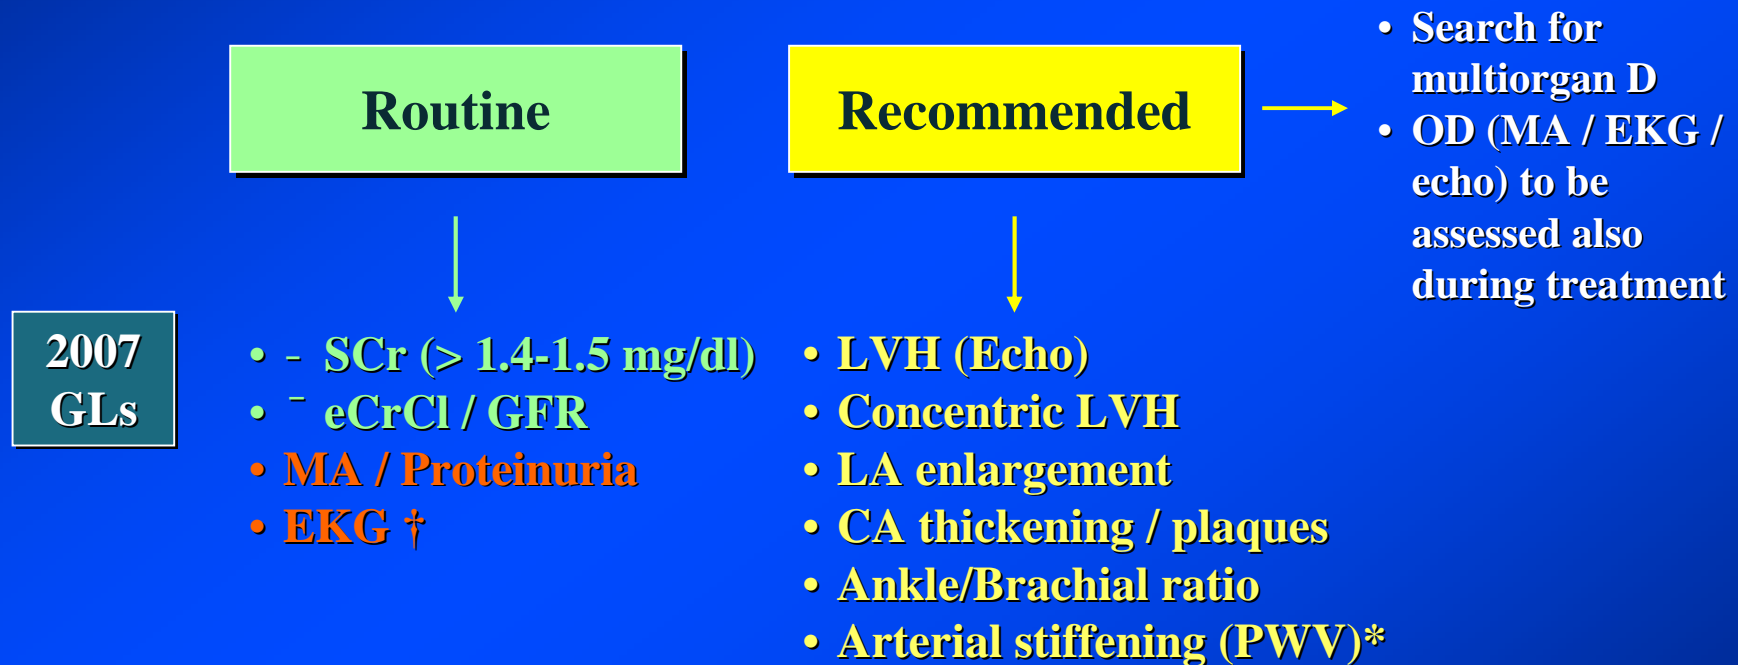 Routine
Recommended
• Search for
multiorgan D
• OD (MA / EKG /
echo) to be
assessed also
during treatment
2007
GLs
• - SCr (> 1.4-1.5 mg/dl)
• ¯ eCrCl / GFR
• MA / Proteinuria
• EKG †
• LVH (Echo)
• Concentric LVH
• LA enlargement
• CA thickening / plaques
• Ankle/Brachial ratio
• Arterial stiffening (PWV)*